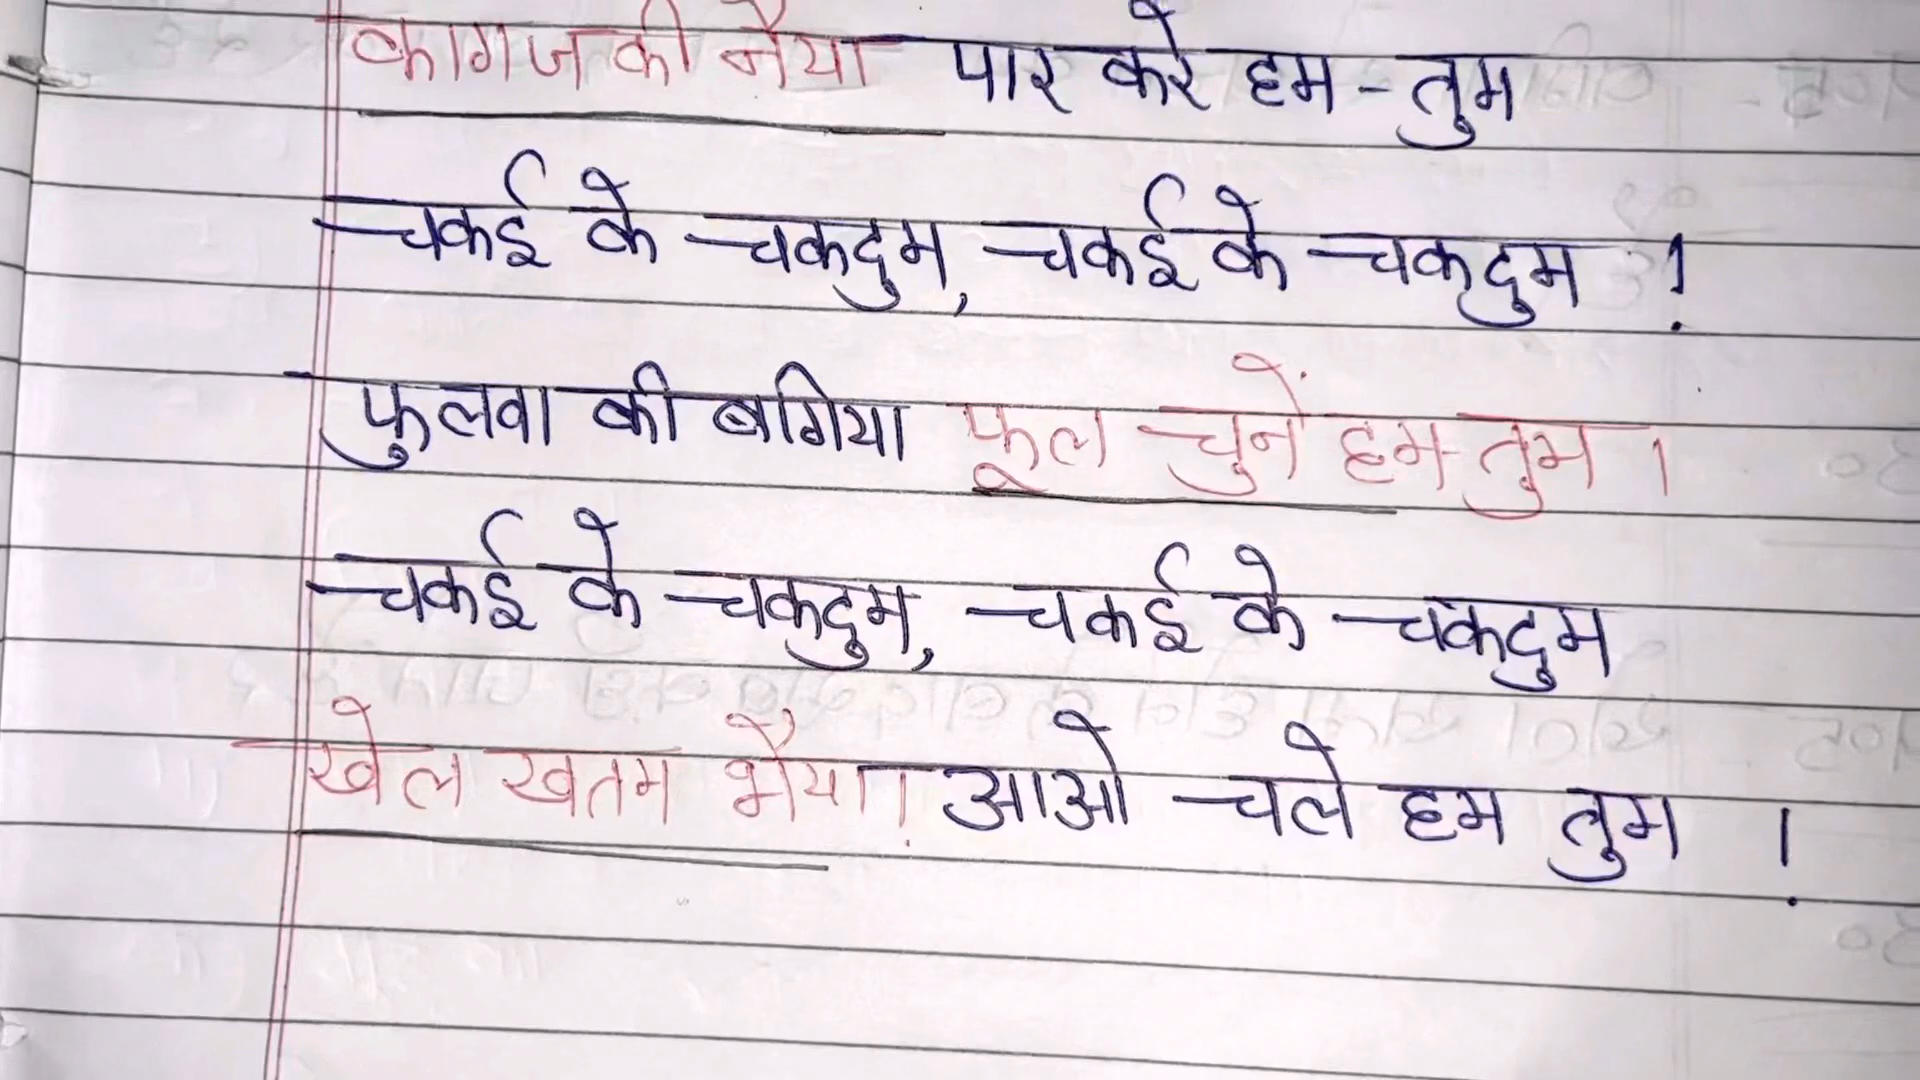 कागज की नैया पार करे हम - तुम
चकई के चकदुम, चकई के चकदुम !
फुलवा की बगिया फूल चुनें हम-तुम ।
चकई के चकदुम, चकई के चकदुम
खेल खतम भैया! आओ चले हम तुम !